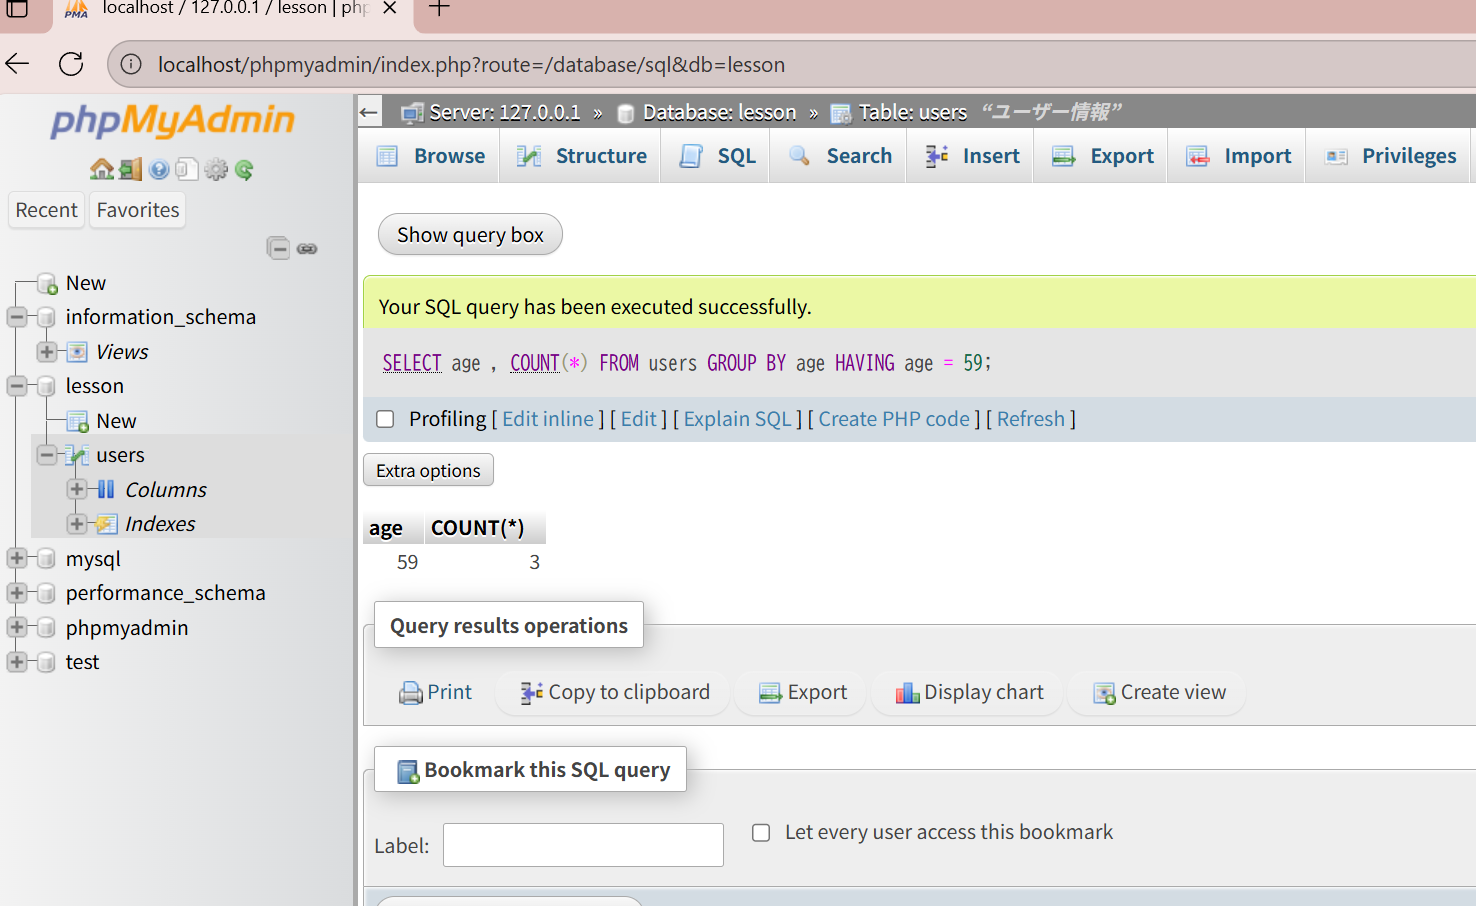 localhost / 127.0.0.1 / lesson | php
localhost/phpmyadmin/index.php?route=/database/sql&db=lesson
phpMyAdmin
Recent
Favorites
New
information_schema
Views
lesson
New
users
Columns
Indexes
mysql
performance_schema
phpmyadmin
test
Server: 127.0.0.1 » Database: lesson » Table: users “ユーザー情報”
Browse Structure SQL Search Insert Export Import Privileges
Show query box
Your SQL query has been executed successfully.
SELECT age , COUNT(*) FROM users GROUP BY age HAVING age = 59;
Profiling [ Edit inline ] [ Edit ] [ Explain SQL ] [ Create PHP code ] [ Refresh ]
Extra options
age COUNT(*)
59 3
Query results operations
Print Copy to clipboard Export Display chart Create view
Bookmark this SQL query
Label:
Let every user access this bookmark